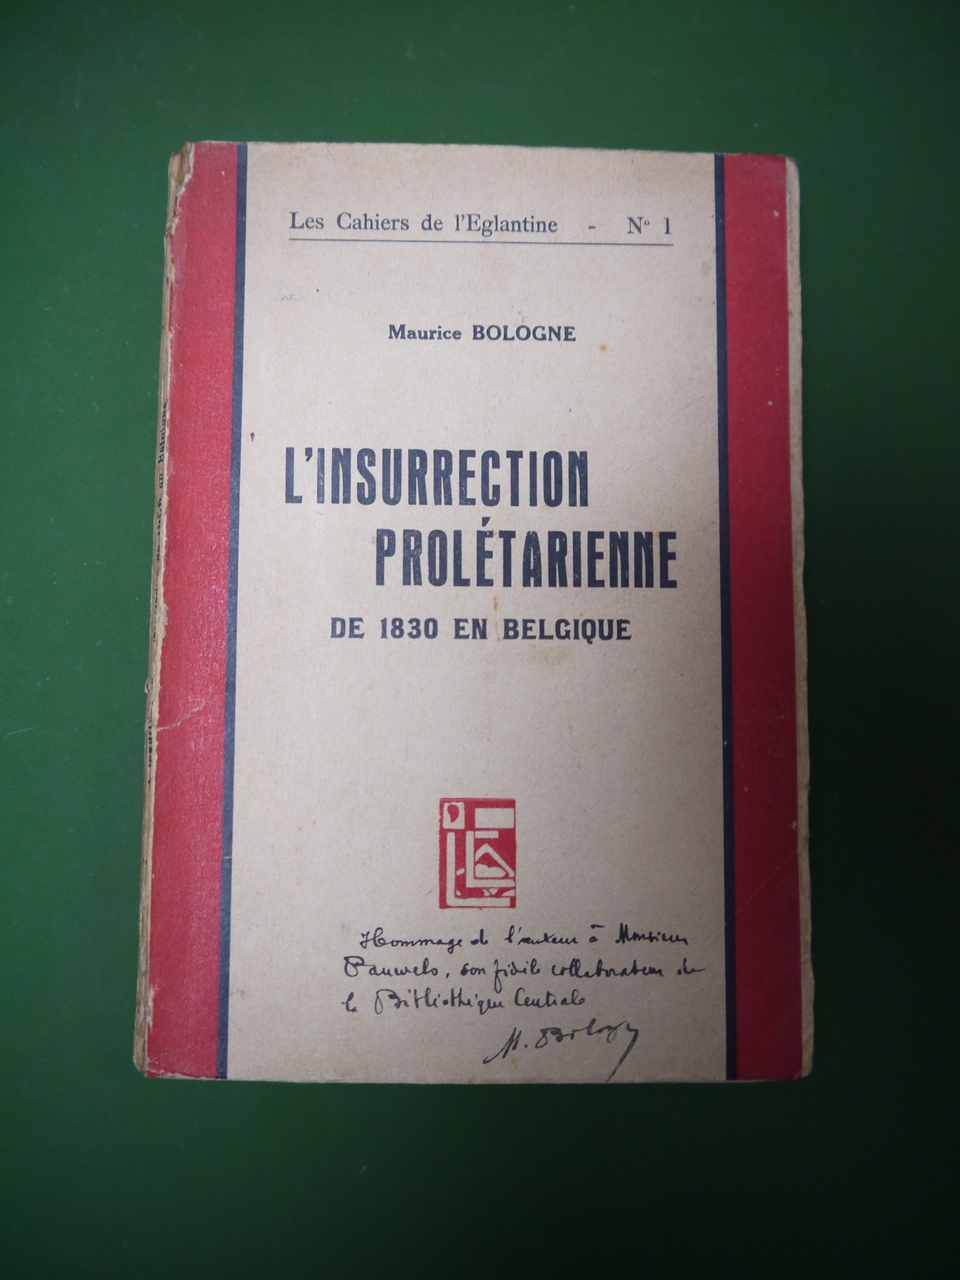 Les Cahiers de l'Eglantine - N° 1
Maurice BOLOGNE
L'INSURRECTION
PROLÉTARIENNE
DE 1830 EN BELGIQUE
Hommage de l'auteur à Monsieur
Pauwels, son fidèle collaborateur de
la Bibliothèque Centrale
M. Bologne